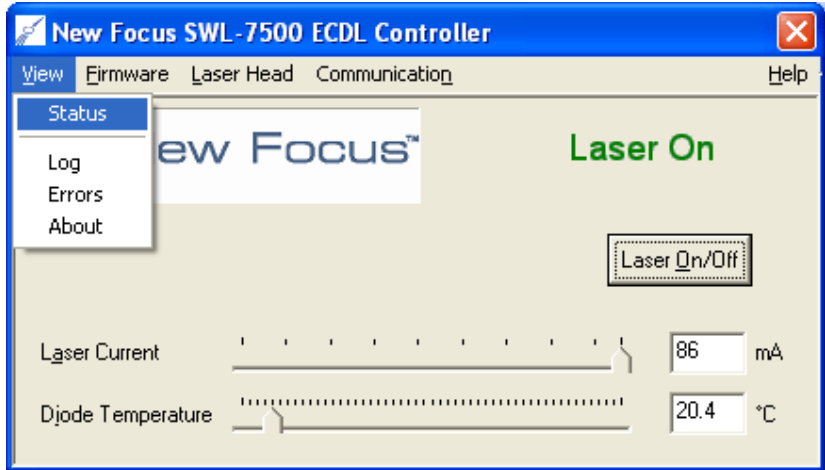 New Focus SWL-7500 ECDL Controller
View Firmware Laser Head Communication Help
Status
Log
Errors
About
ew Focus™
Laser On
Laser On/Off
Laser Current 86 mA
Diode Temperature 20.4 °C